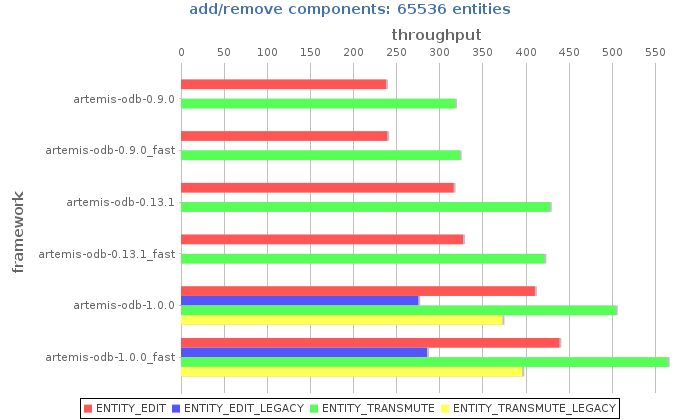 add/remove components: 65536 entities
throughput
0 50 100 150 200 250 300 350 400 450 500 550
artemis-odb-0.9.0
artemis-odb-0.9.0_fast
artemis-odb-0.13.1
artemis-odb-0.13.1_fast
artemis-odb-1.0.0
artemis-odb-1.0.0_fast
framework
ENTITY_EDIT ENTITY_EDIT_LEGACY ENTITY_TRANSMUTE ENTITY_TRANSMUTE_LEGACY